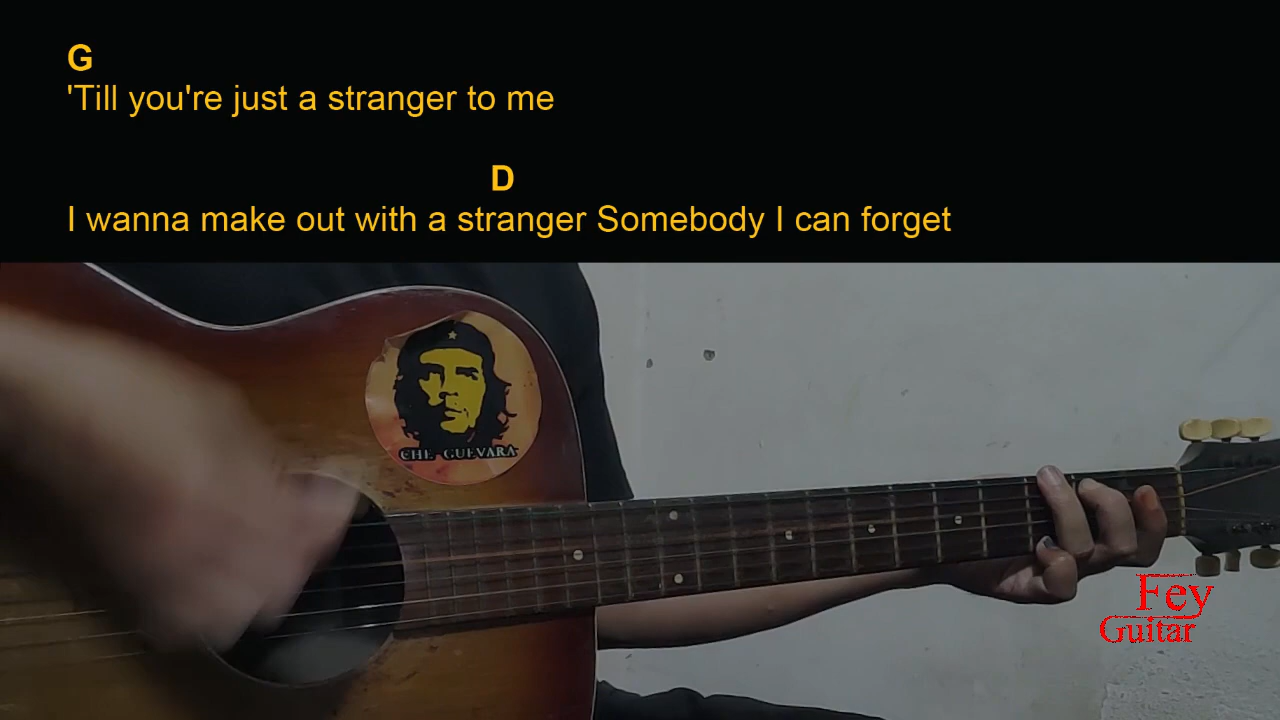 G
'Till you're just a stranger to me
D
I wanna make out with a stranger Somebody I can forget
CHE GUEVARA
Fey
Guitar